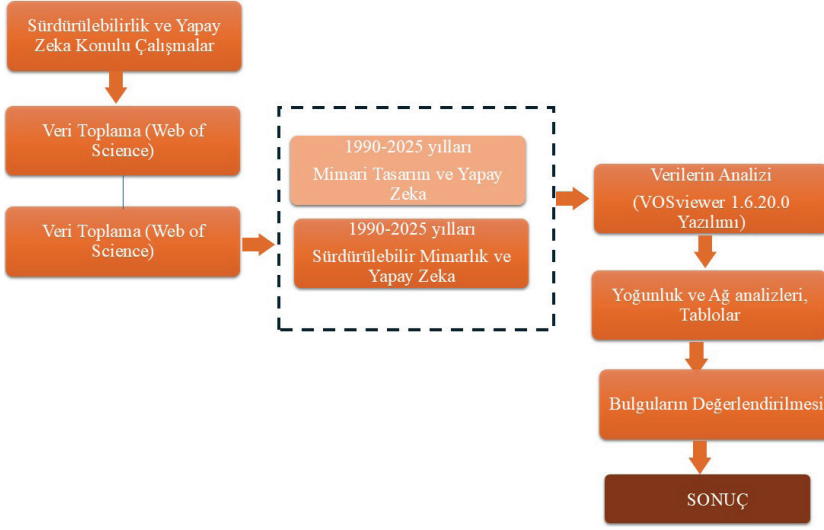 Sürdürülebilirlik ve Yapay
Zeka Konulu Çalışmalar
Veri Toplama (Web of
Science)
Veri Toplama (Web of
Science)
1990-2025 yılları
Mimari Tasarım ve Yapay
Zeka
1990-2025 yılları
Sürdürülebilir Mimarlık ve
Yapay Zeka
Verilerin Analizi
(VOSviewer 1.6.20.0
Yazılımı)
Yoğunluk ve Ağ analizleri,
Tablolar
Bulguların Değerlendirilmesi
SONUÇ